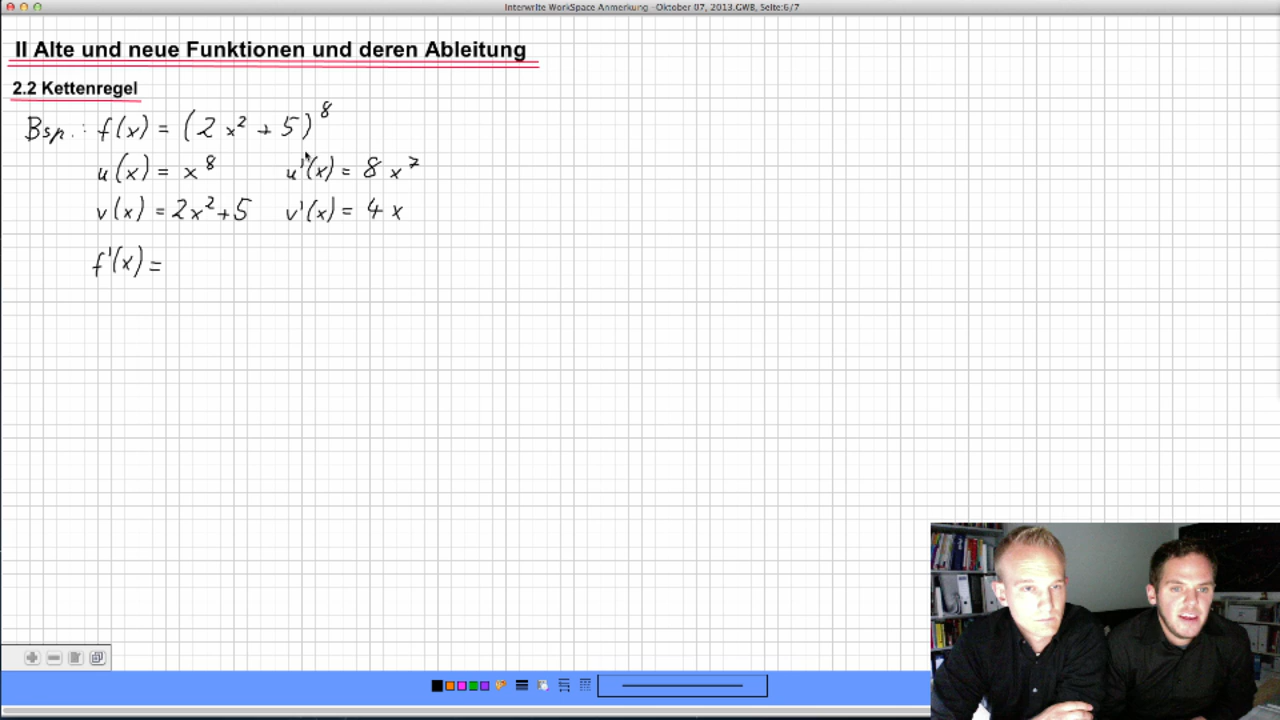 Interwrite WorkSpace Anmerkung -Oktober 07, 2013.GWB, Seite:6/7
II Alte und neue Funktionen und deren Ableitung
2.2 Kettenregel
Bsp.: f(x) = (2x² + 5)⁸
u(x) = x⁸ u'(x) = 8x⁷
v(x) = 2x² + 5 v'(x) = 4x
f'(x) =